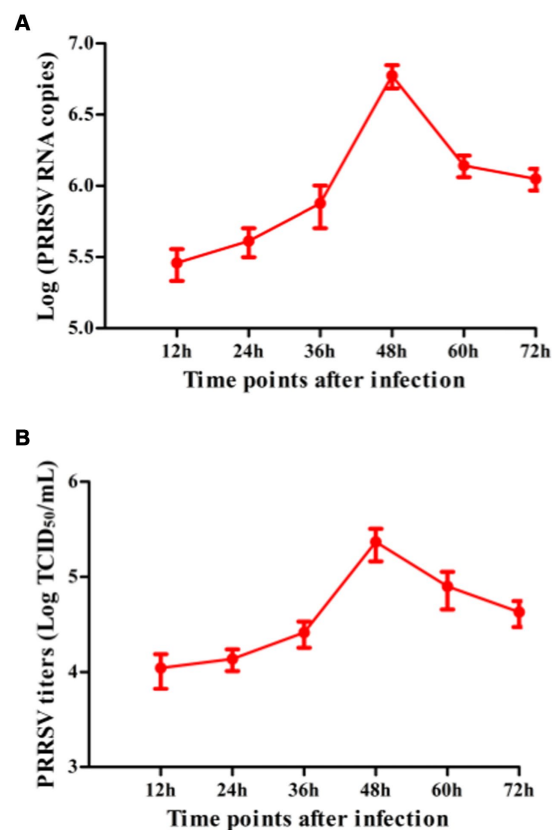 A
Log (PRRSV RNA copies)
7.0
6.5
6.0
5.5
5.0
12h 24h 36h 48h 60h 72h
Time points after infection
B
PRRSV titers (Log TCID₅₀/mL)
6
5
4
3
12h 24h 36h 48h 60h 72h
Time points after infection